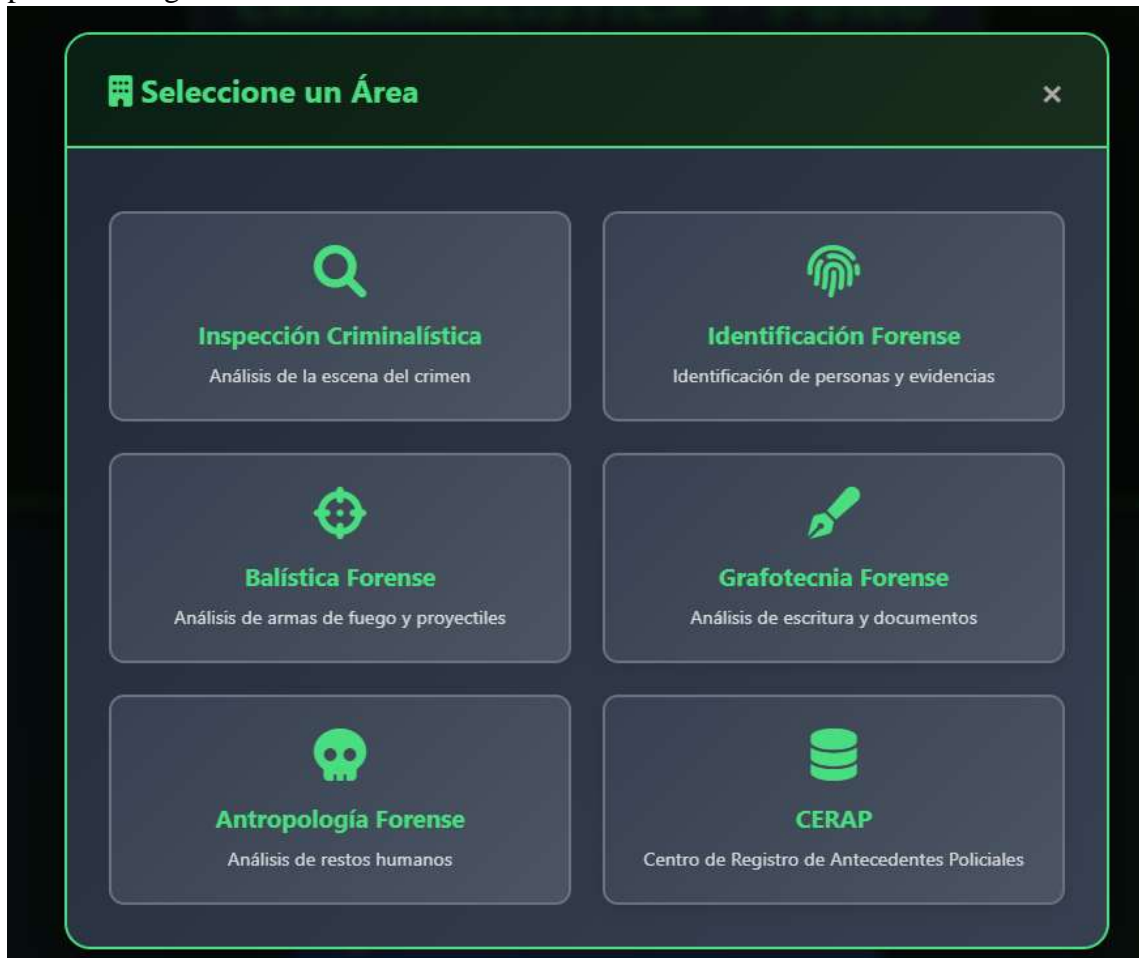 Seleccione un Área
×
Inspección Criminalística
Análisis de la escena del crimen
Identificación Forense
Identificación de personas y evidencias
Balística Forense
Análisis de armas de fuego y proyectiles
Grafotecnia Forense
Análisis de escritura y documentos
Antropología Forense
Análisis de restos humanos
CERAP
Centro de Registro de Antecedentes Policiales